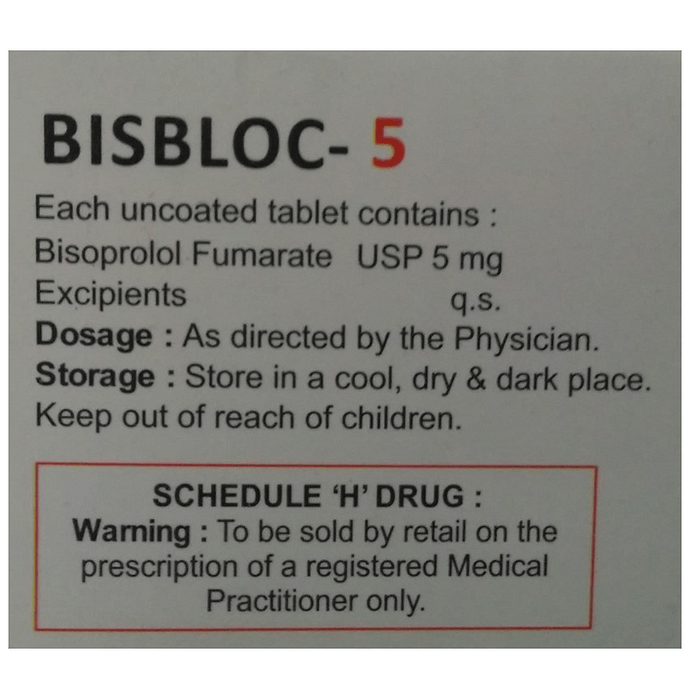 BISBLOC- 5
Each uncoated tablet contains :
Bisoprolol Fumarate USP 5 mg
Excipients q.s.
Dosage : As directed by the Physician.
Storage : Store in a cool, dry & dark place.
Keep out of reach of children.
SCHEDULE ‘H’ DRUG :
Warning : To be sold by retail on the
prescription of a registered Medical
Practitioner only.